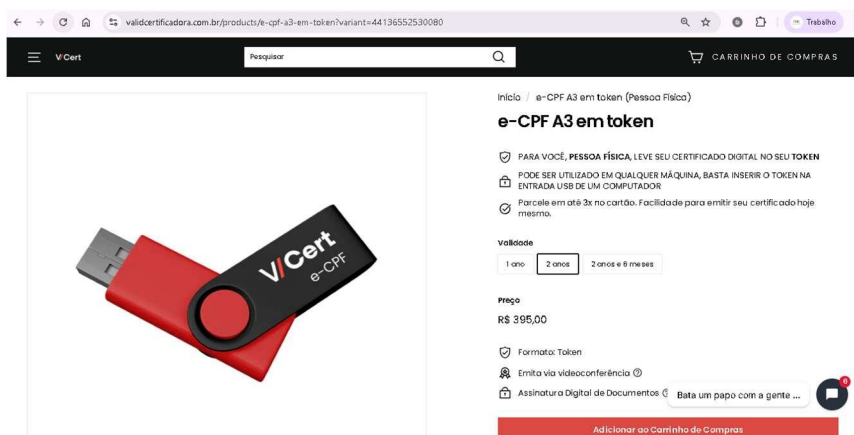 validcertificadora.com.br/products/e-cpf-a3-em-token?variant=44136552530080
Trabalho
V/Cert
Pesquisar
CARRINHO DE COMPRAS
Início / e-CPF A3 em token (Pessoa Física)
e-CPF A3 em token
PARA VOCÊ, PESSOA FÍSICA, LEVE SEU CERTIFICADO DIGITAL NO SEU TOKEN
PODE SER UTILIZADO EM QUALQUER MÁQUINA, BASTA INSERIR O TOKEN NA
ENTRADA USB DE UM COMPUTADOR
Parcele em até 3x no cartão. Facilidade para emitir seu certificado hoje
mesmo.
Validade
1 ano
2 anos
2 anos e 6 meses
Preço
R$ 395,00
Formato: Token
Emita via videoconferência
Assinatura Digital de Documentos
Bata um papo com a gente ...
6
Adicionar ao Carrinho de Compras
V/Cert
e-CPF